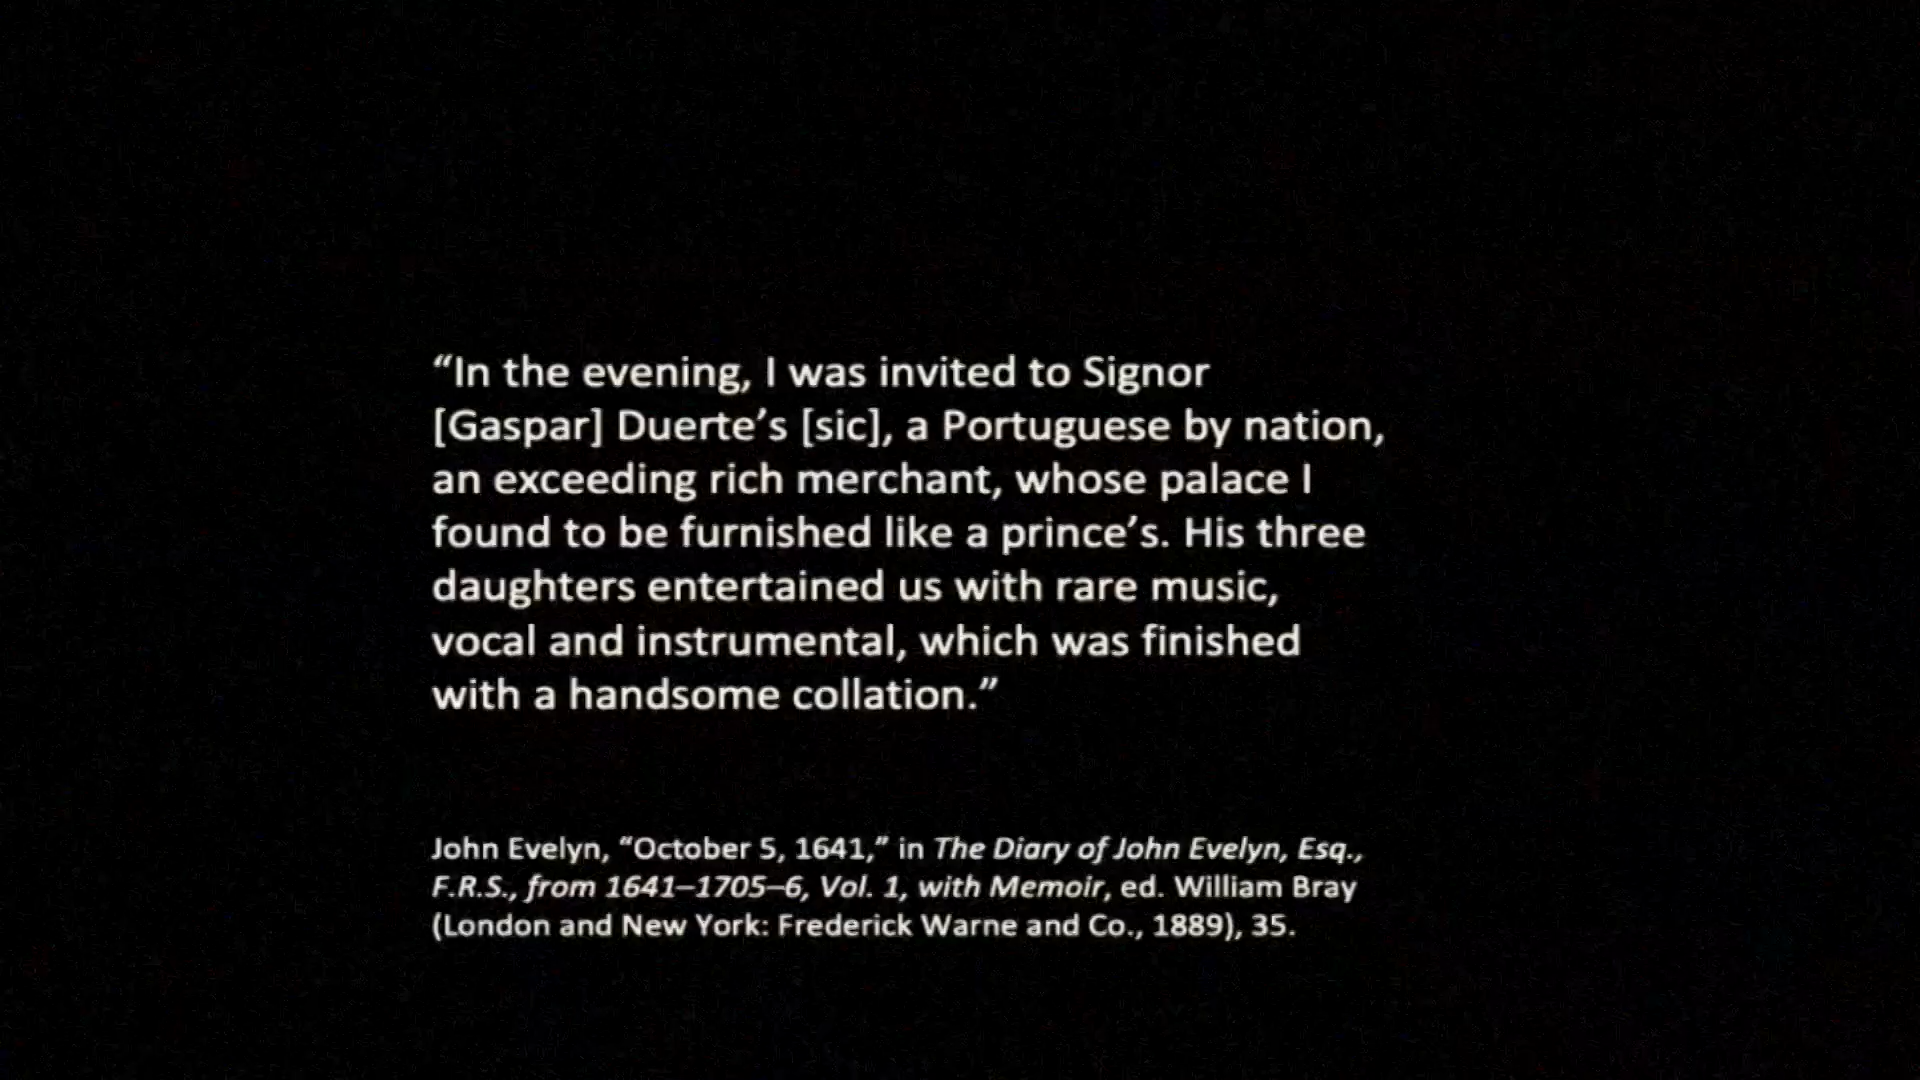 “In the evening, I was invited to Signor
[Gaspar] Duerte’s [sic], a Portuguese by nation,
an exceeding rich merchant, whose palace I
found to be furnished like a prince’s. His three
daughters entertained us with rare music,
vocal and instrumental, which was finished
with a handsome collation.”
John Evelyn, “October 5, 1641,” in The Diary of John Evelyn, Esq.,
F.R.S., from 1641–1705–6, Vol. 1, with Memoir, ed. William Bray
(London and New York: Frederick Warne and Co., 1889), 35.